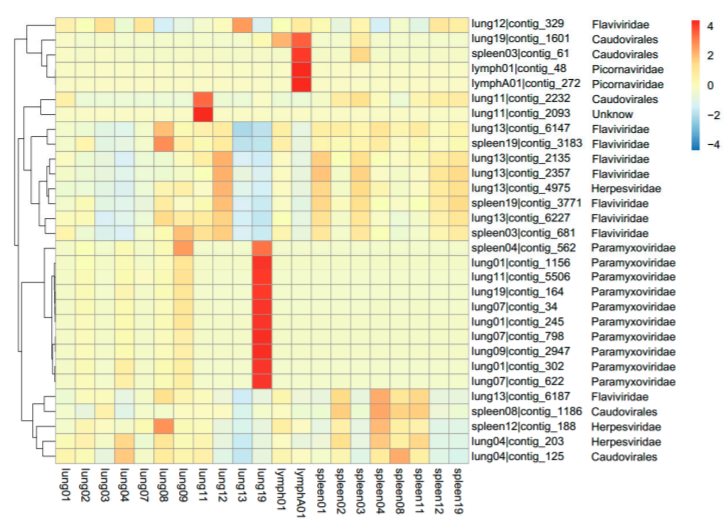 lung12|contig_329 Flaviviridae
lung19|contig_1601 Caudovirales
spleen03|contig_61 Caudovirales
lymph01|contig_48 Picornaviridae
lymphA01|contig_272 Picornaviridae
lung11|contig_2232 Caudovirales
lung11|contig_2093 Unknow
lung13|contig_6147 Flaviviridae
spleen19|contig_3183 Flaviviridae
lung13|contig_2135 Flaviviridae
lung13|contig_2357 Flaviviridae
lung13|contig_4975 Herpesviridae
spleen19|contig_3771 Flaviviridae
lung13|contig_6227 Flaviviridae
spleen03|contig_681 Flaviviridae
spleen04|contig_562 Paramyxoviridae
lung01|contig_1156 Paramyxoviridae
lung11|contig_5506 Paramyxoviridae
lung19|contig_164 Paramyxoviridae
lung07|contig_34 Paramyxoviridae
lung01|contig_245 Paramyxoviridae
lung07|contig_798 Paramyxoviridae
lung09|contig_2947 Paramyxoviridae
lung01|contig_302 Paramyxoviridae
lung07|contig_622 Paramyxoviridae
lung13|contig_6187 Flaviviridae
spleen08|contig_1186 Caudovirales
spleen12|contig_188 Herpesviridae
lung04|contig_203 Herpesviridae
lung04|contig_125 Caudovirales
4
2
0
−2
−4
lung01
lung02
lung03
lung04
lung07
lung08
lung09
lung11
lung12
lung13
lung19
lymph01
lymphA01
spleen01
spleen02
spleen03
spleen04
spleen08
spleen11
spleen12
spleen19